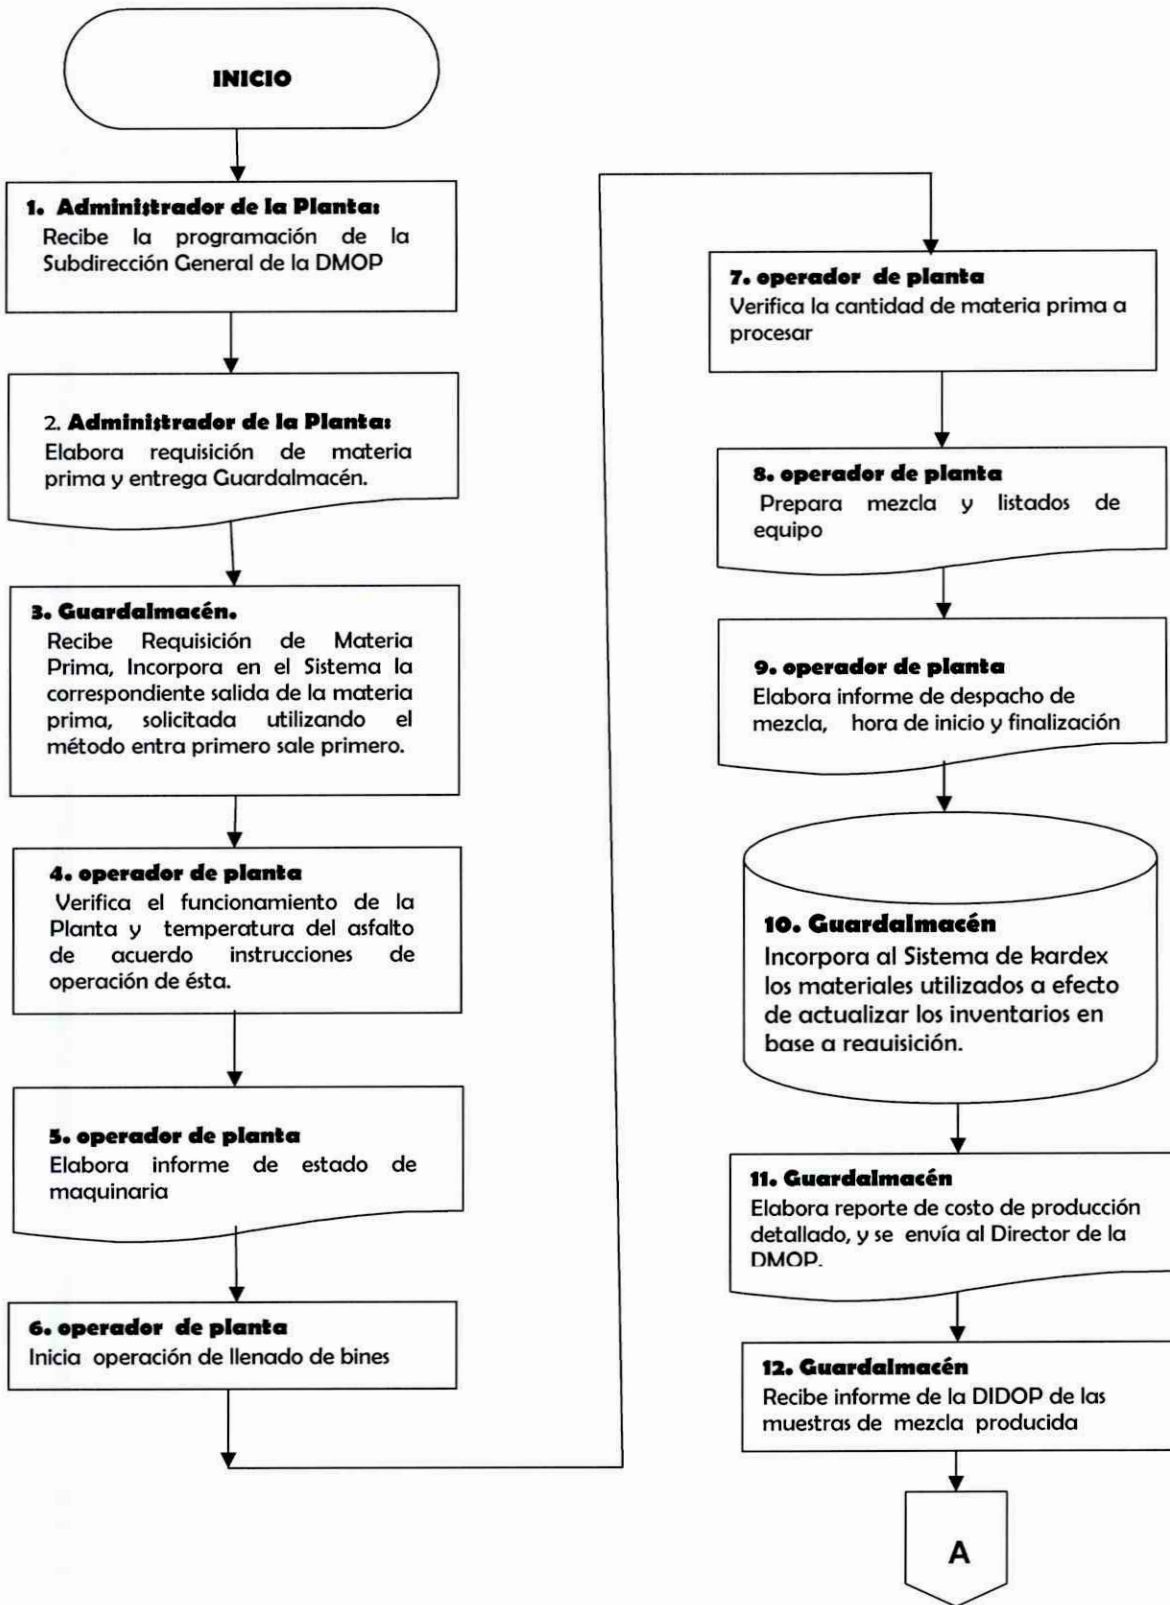 INICIO
1. Administrador de la Planta:
Recibe la programación de la
Subdirección General de la DMOP
2. Administrador de la Planta:
Elabora requisición de materia
prima y entrega Guardalmacén.
3. Guardalmacén.
Recibe Requisición de Materia
Prima, Incorpora en el Sistema la
correspondiente salida de la materia
prima, solicitada utilizando el
método entra primero sale primero.
4. operador de planta
Verifica el funcionamiento de la
Planta y temperatura del asfalto
de acuerdo instrucciones de
operación de ésta.
5. operador de planta
Elabora informe de estado de
maquinaria
6. operador de planta
Inicia operación de llenado de bines
7. operador de planta
Verifica la cantidad de materia prima a
procesar
8. operador de planta
Prepara mezcla y listados de
equipo
9. operador de planta
Elabora informe de despacho de
mezcla, hora de inicio y finalización
10. Guardalmacén
Incorpora al Sistema de kardex
los materiales utilizados a efecto
de actualizar los inventarios en
base a requisición.
11. Guardalmacén
Elabora reporte de costo de producción
detallado, y se envía al Director de la
DMOP.
12. Guardalmacén
Recibe informe de la DIDOP de las
muestras de mezcla producida
A